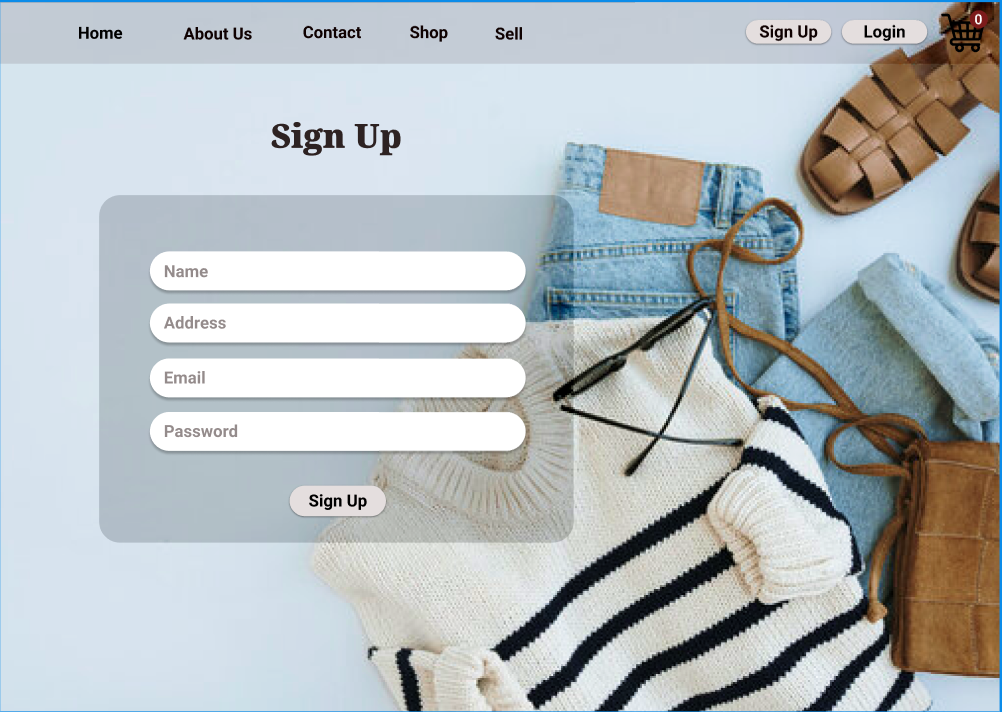 Home About Us Contact Shop Sell Sign Up Login 0
Sign Up
Name
Address
Email
Password
Sign Up